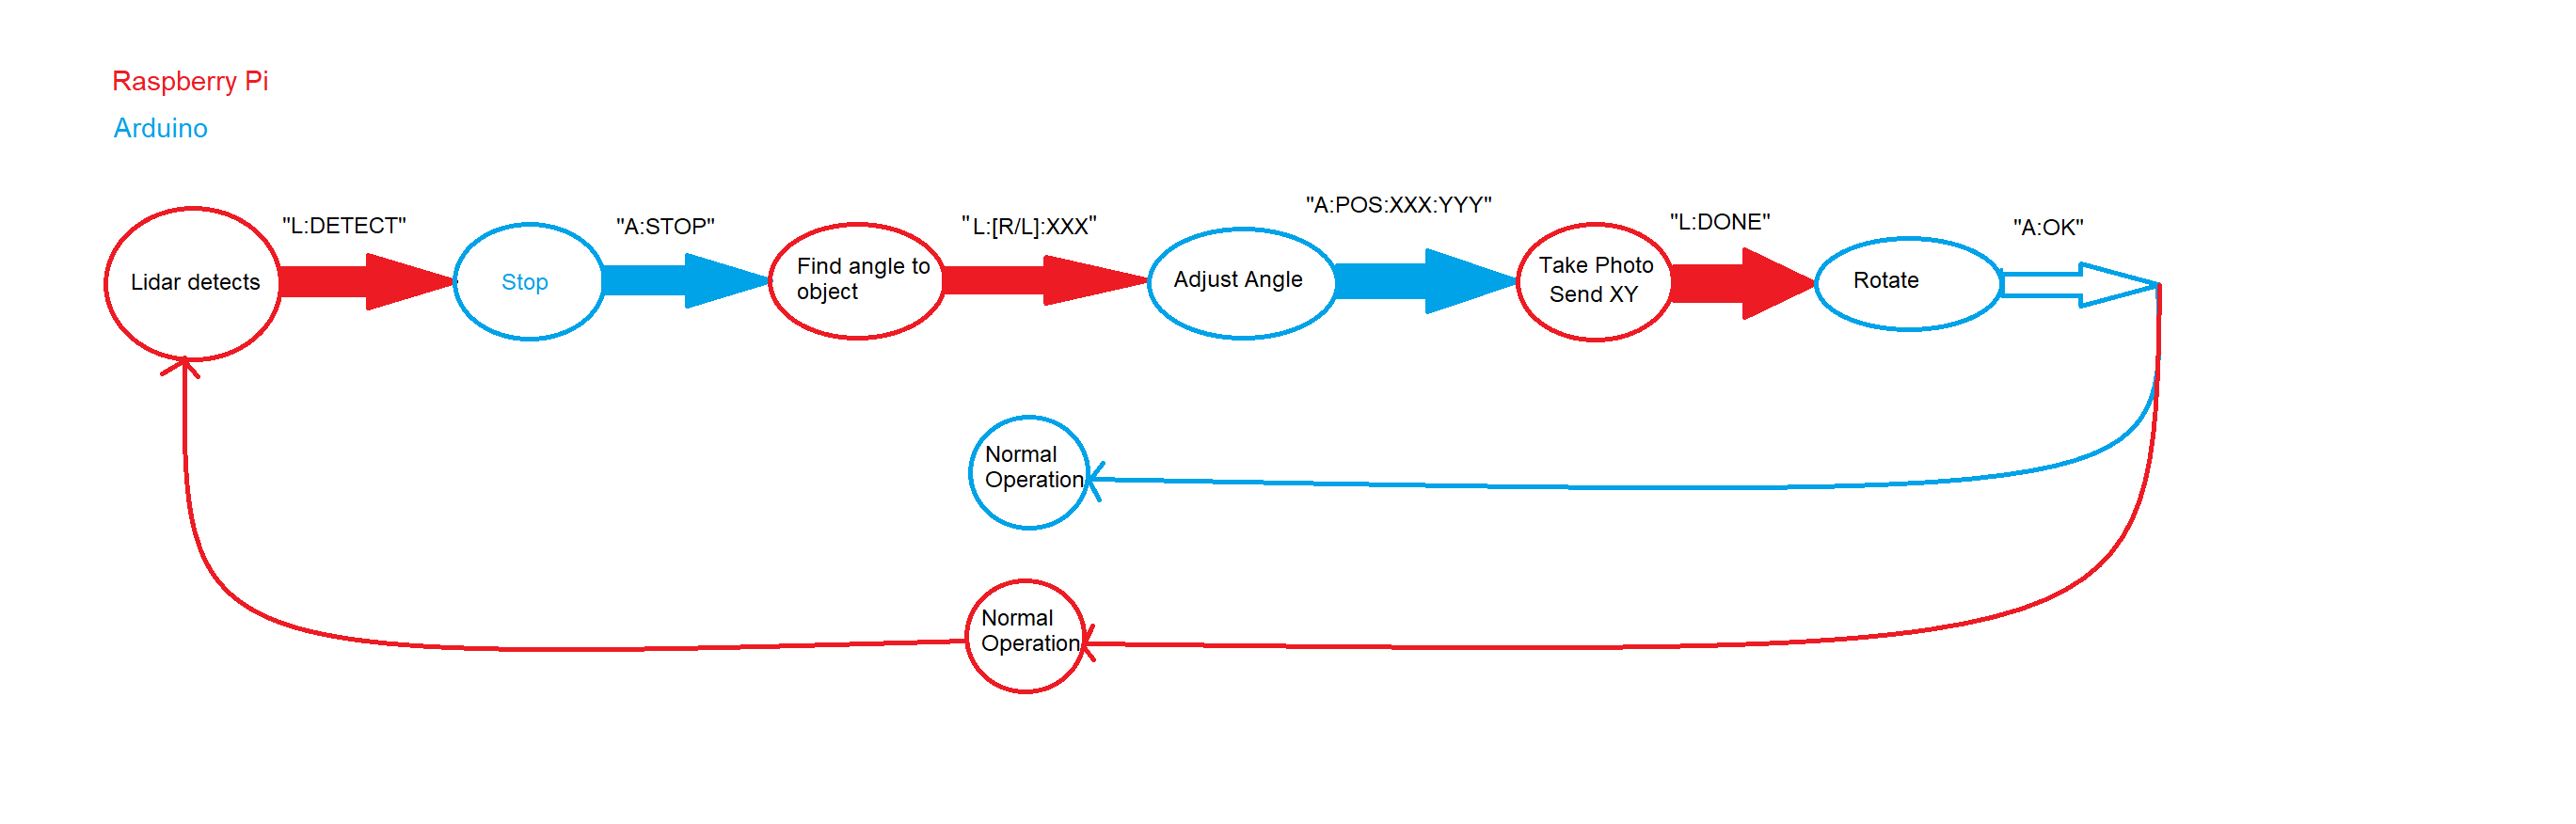 Raspberry Pi
Arduino
"L:DETECT"
"A:STOP"
"L:[R/L]:XXX"
"A:POS:XXX:YYY"
"L:DONE"
"A:OK"
Lidar detects
Stop
Find angle to
object
Adjust Angle
Take Photo
Send XY
Rotate
Normal
Operation
Normal
Operation